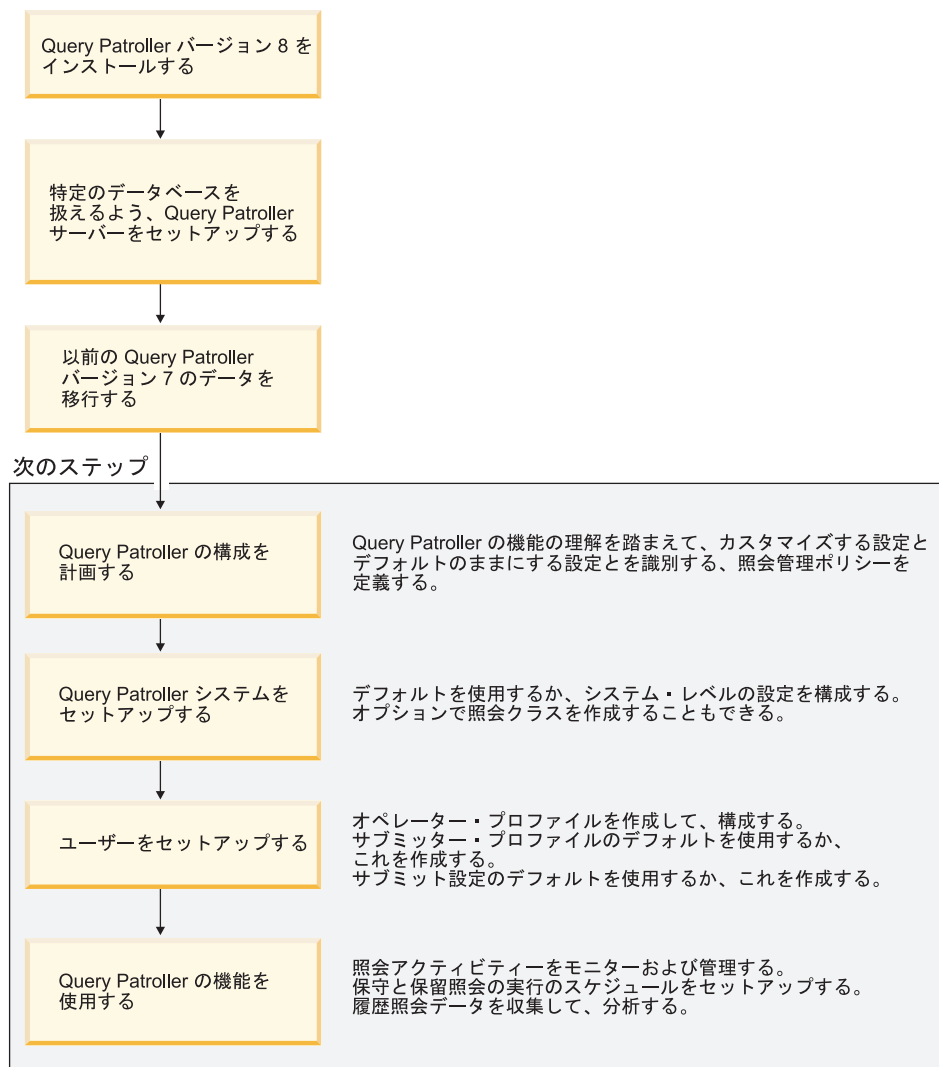 Query Patroller バージョン 8 を
インストールする
特定のデータベースを
扱えるよう、Query Patroller
サーバーをセットアップする
以前の Query Patroller
バージョン 7 のデータを
移行する
次のステップ
Query Patroller の構成を
計画する
Query Patroller の機能の理解を踏まえて、カスタマイズする設定と
デフォルトのままにする設定とを識別する、照会管理ポリシーを
定義する。
Query Patroller システムを
セットアップする
デフォルトを使用するか、システム・レベルの設定を構成する。
オプションで照会クラスを作成することもできる。
ユーザーをセットアップする
オペレーター・プロファイルを作成して、構成する。
サブミッター・プロファイルのデフォルトを使用するか、
これを作成する。
サブミット設定のデフォルトを使用するか、これを作成する。
Query Patroller の機能を
使用する
照会アクティビティーをモニターおよび管理する。
保守と保留照会の実行のスケジュールをセットアップする。
履歴照会データを収集して、分析する。